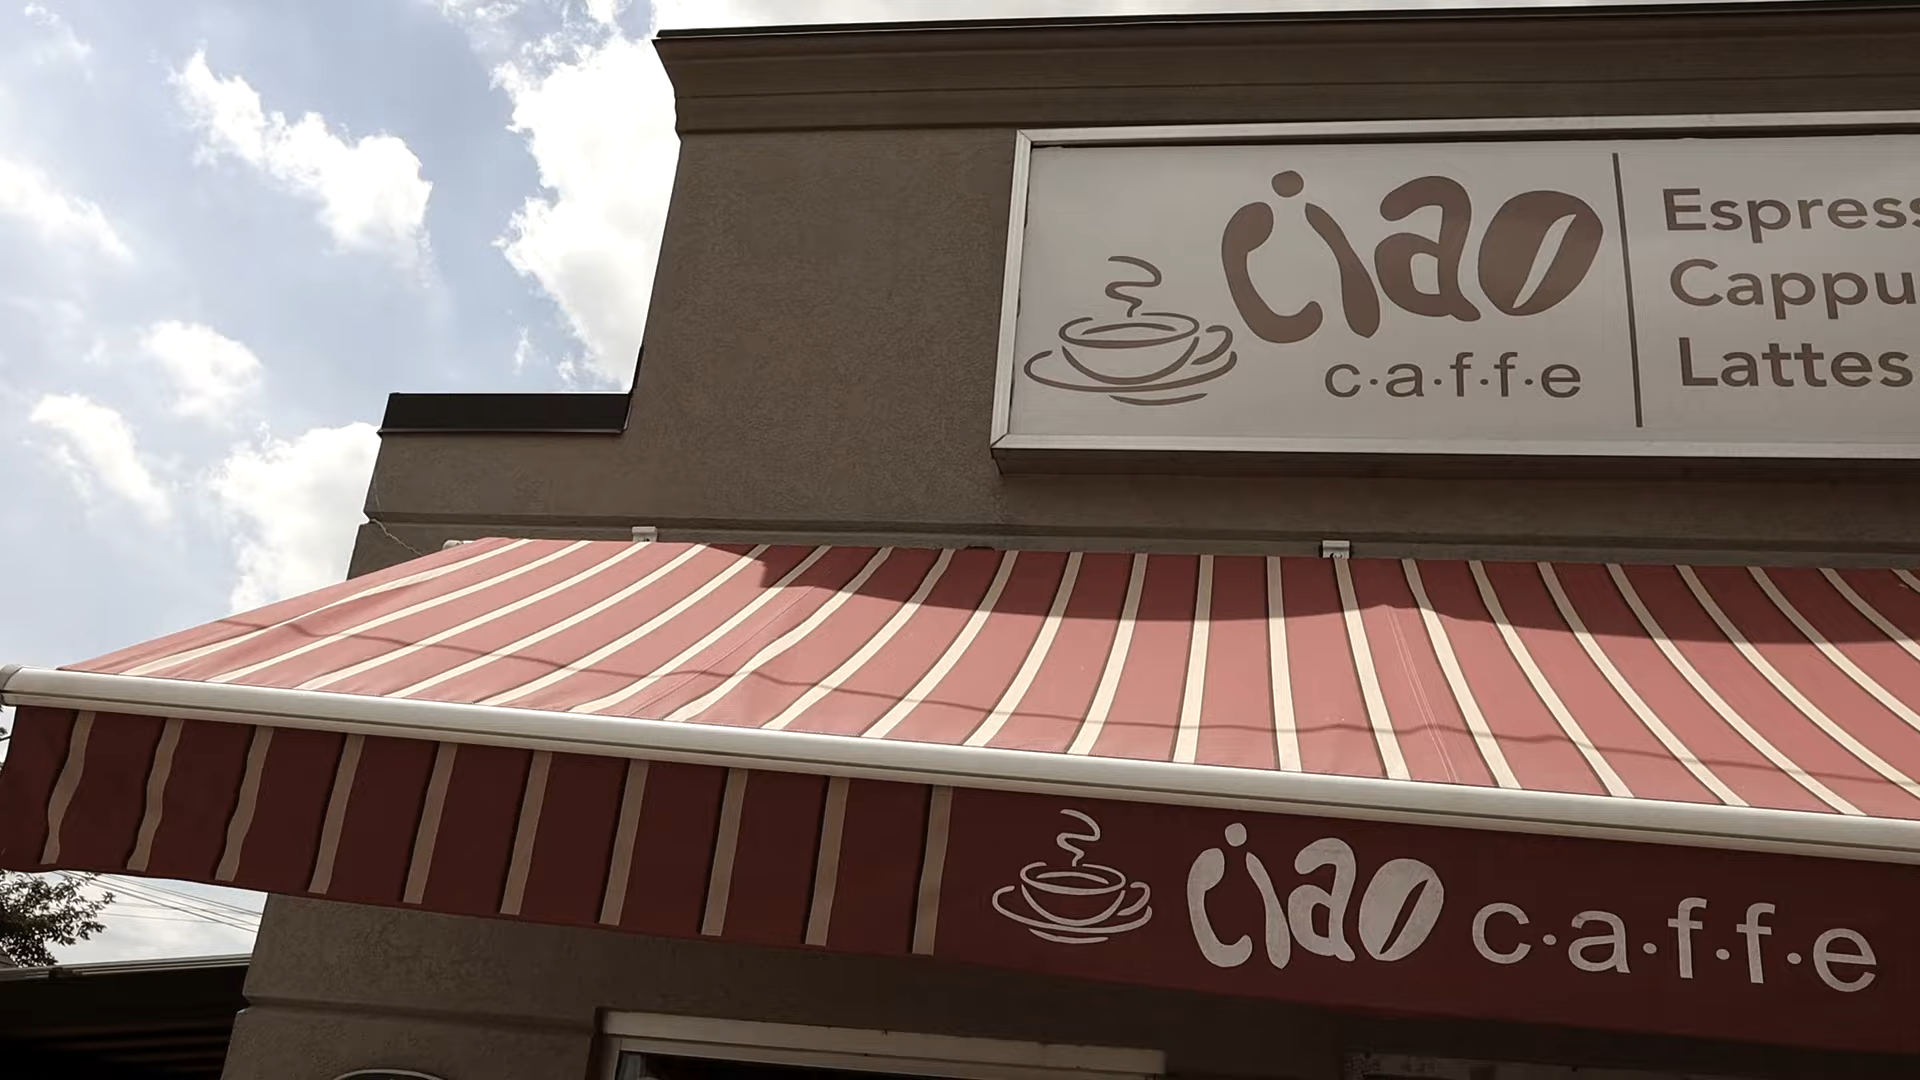 ciao
c·a·f·f·e
Espress
Cappu
Lattes
ciao c·a·f·f·e